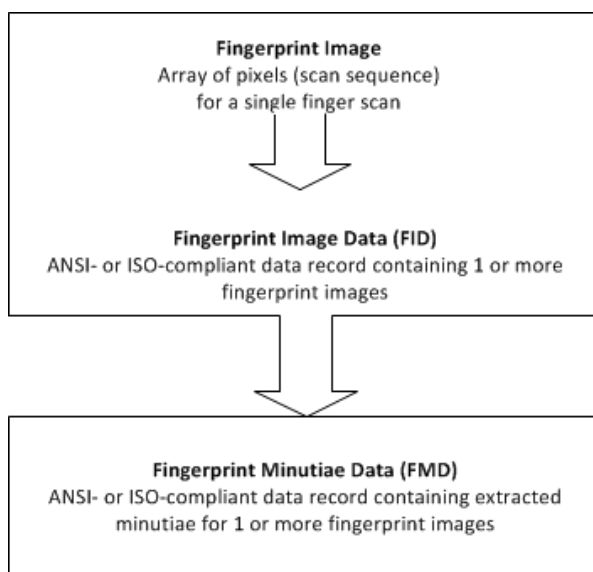 Fingerprint Image
Array of pixels (scan sequence)
for a single finger scan
Fingerprint Image Data (FID)
ANSI- or ISO-compliant data record containing 1 or more
fingerprint images
Fingerprint Minutiae Data (FMD)
ANSI- or ISO-compliant data record containing extracted
minutiae for 1 or more fingerprint images